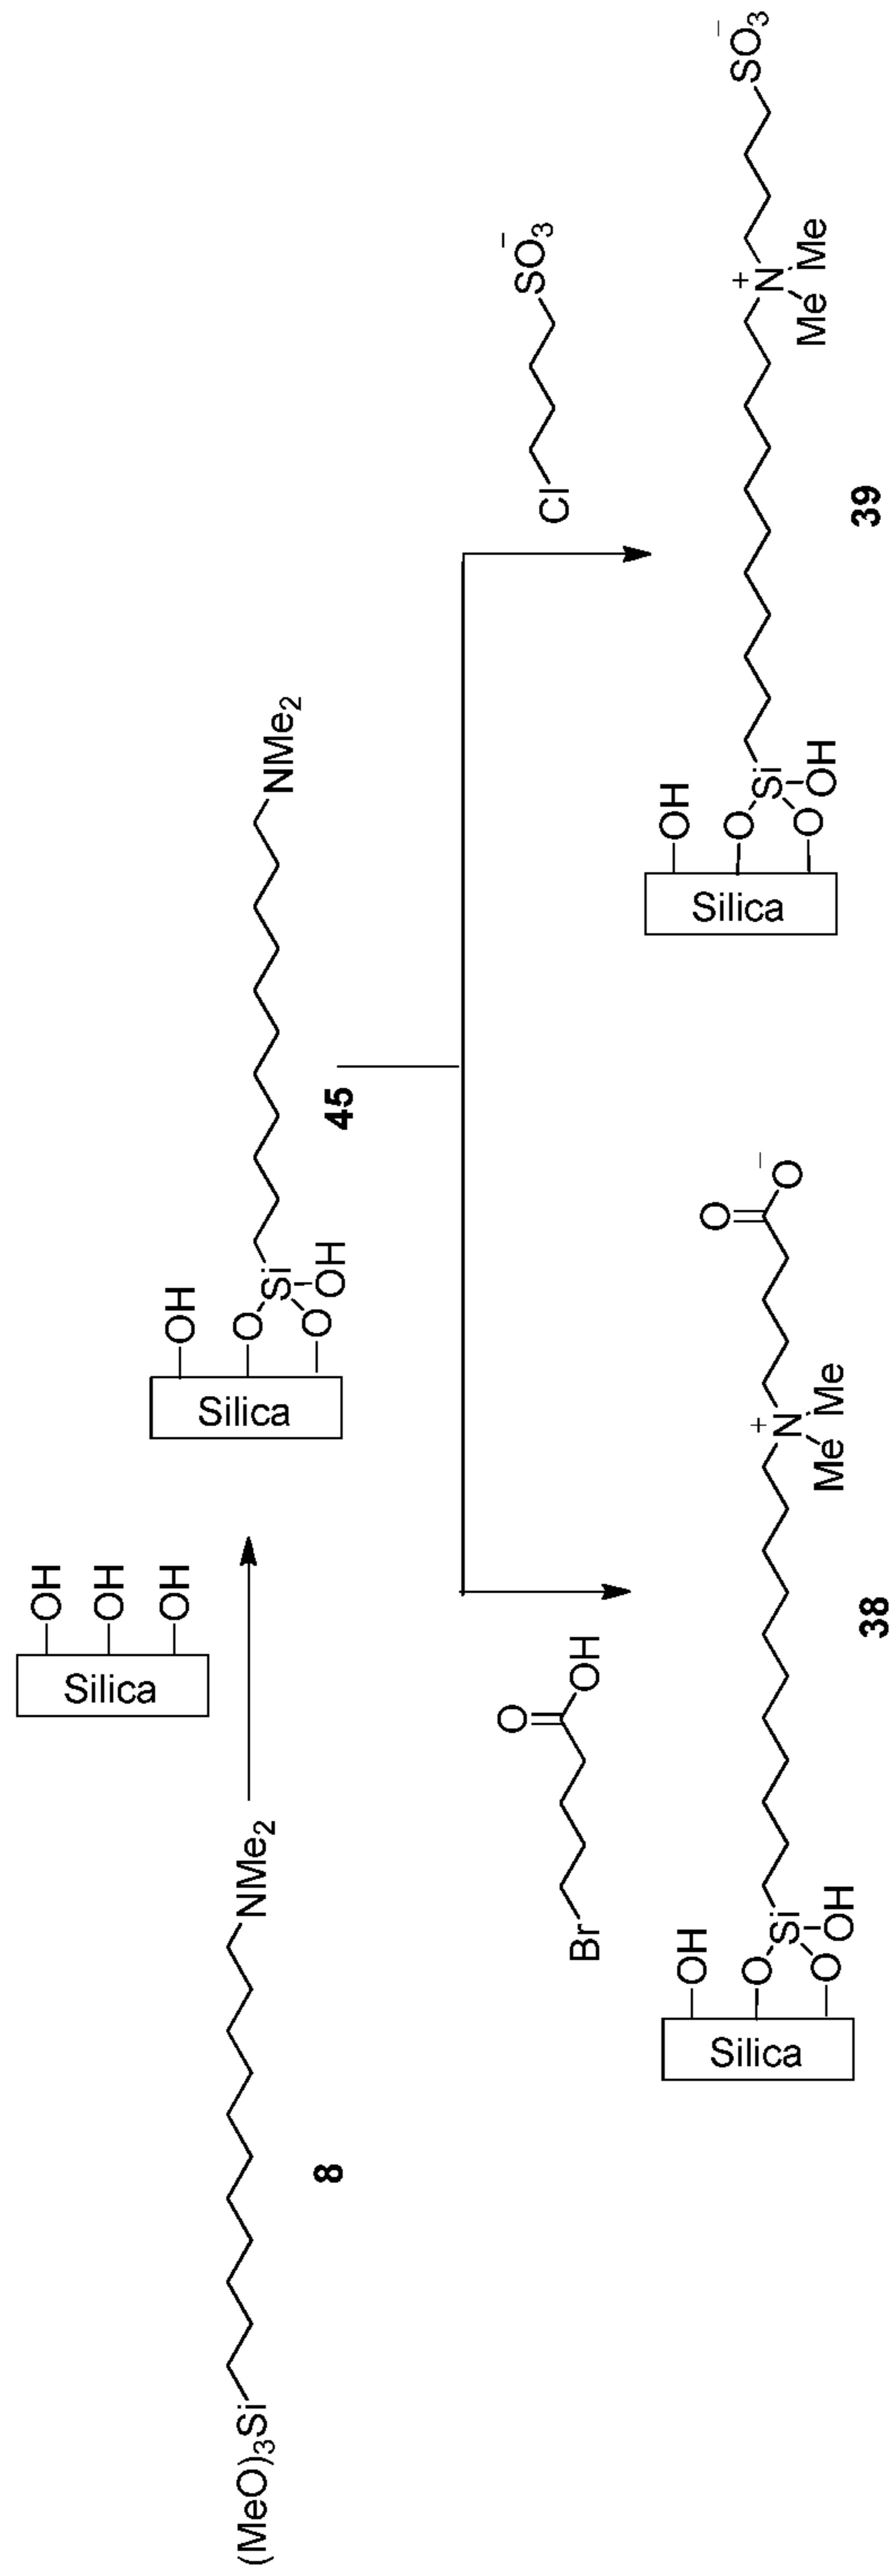 (MeO)₃Si
NMe₂
8
Silica
OH
OH
OH
Silica
OH
O
O
Si
OH
NMe₂
45
Br
O
OH
Cl
SO₃⁻
Silica
OH
O
O
Si
OH
N⁺
Me
Me
O
O⁻
38
Silica
OH
O
O
Si
OH
N⁺
Me
Me
SO₃⁻
39